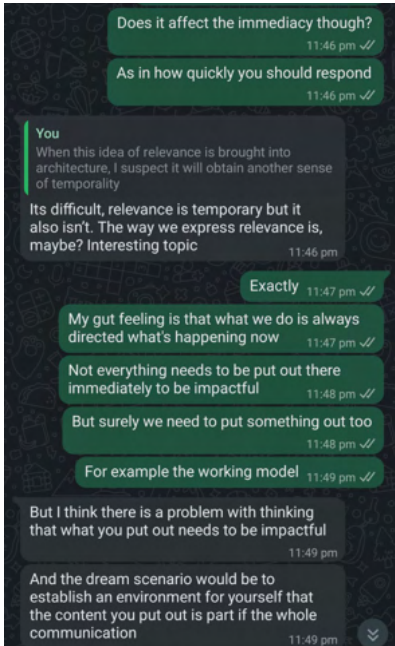 Does it affect the immediacy though?
11:46 pm
As in how quickly you should respond
11:46 pm
You
When this idea of relevance is brought into
architecture, I suspect it will obtain another sense
of temporality
Its difficult, relevance is temporary but it
also isn't. The way we express relevance is,
maybe? Interesting topic
11:46 pm
Exactly 11:47 pm
My gut feeling is that what we do is always
directed what's happening now 11:47 pm
Not everything needs to be put out there
immediately to be impactful 11:48 pm
But surely we need to put something out too
11:48 pm
For example the working model 11:49 pm
But I think there is a problem with thinking
that what you put out needs to be impactful
11:49 pm
And the dream scenario would be to
establish an environment for yourself that
the content you put out is part if the whole
communication 11:49 pm